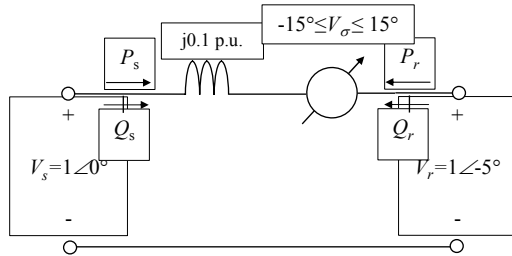 -15°≤Vσ≤ 15°
j0.1 p.u.
Ps
Pr
+
Qs
Qr
+
Vs=1∠0°
Vr=1∠-5°
-
-